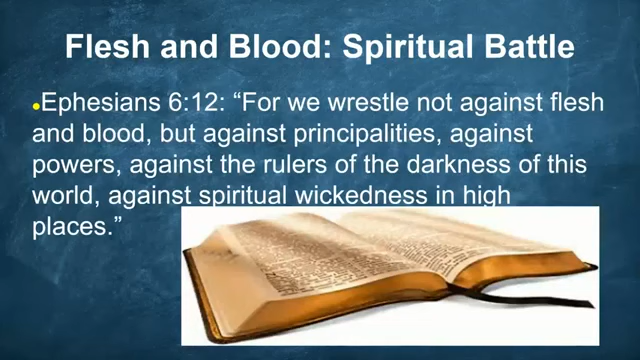 Flesh and Blood: Spiritual Battle
•Ephesians 6:12: “For we wrestle not against flesh
and blood, but against principalities, against
powers, against the rulers of the darkness of this
world, against spiritual wickedness in high
places.”